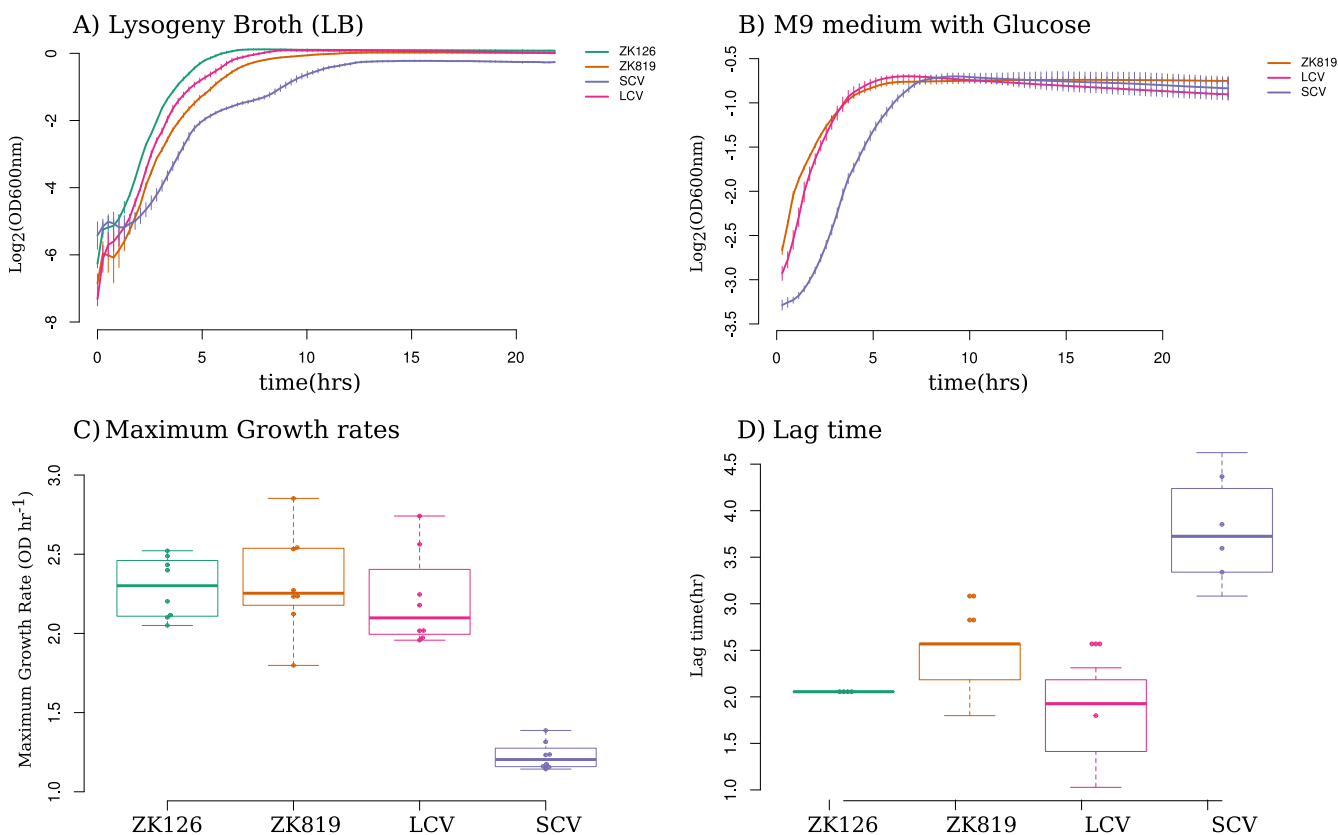 A) Lysogeny Broth (LB)
ZK126
ZK819
SCV
LCV
0
-2
-4
-6
-8
Log2(OD600nm)
0 5 10 15 20
time(hrs)
B) M9 medium with Glucose
ZK819
LCV
SCV
-0.5
-1.0
-1.5
-2.0
-2.5
-3.0
-3.5
Log2(OD600nm)
0 5 10 15 20
time(hrs)
C) Maximum Growth rates
3.0
2.5
2.0
1.5
1.0
Maximum Growth Rate (OD hr-1)
ZK126 ZK819 LCV SCV
D) Lag time
4.5
4.0
3.5
3.0
2.5
2.0
1.5
1.0
Lag time(hr)
ZK126 ZK819 LCV SCV